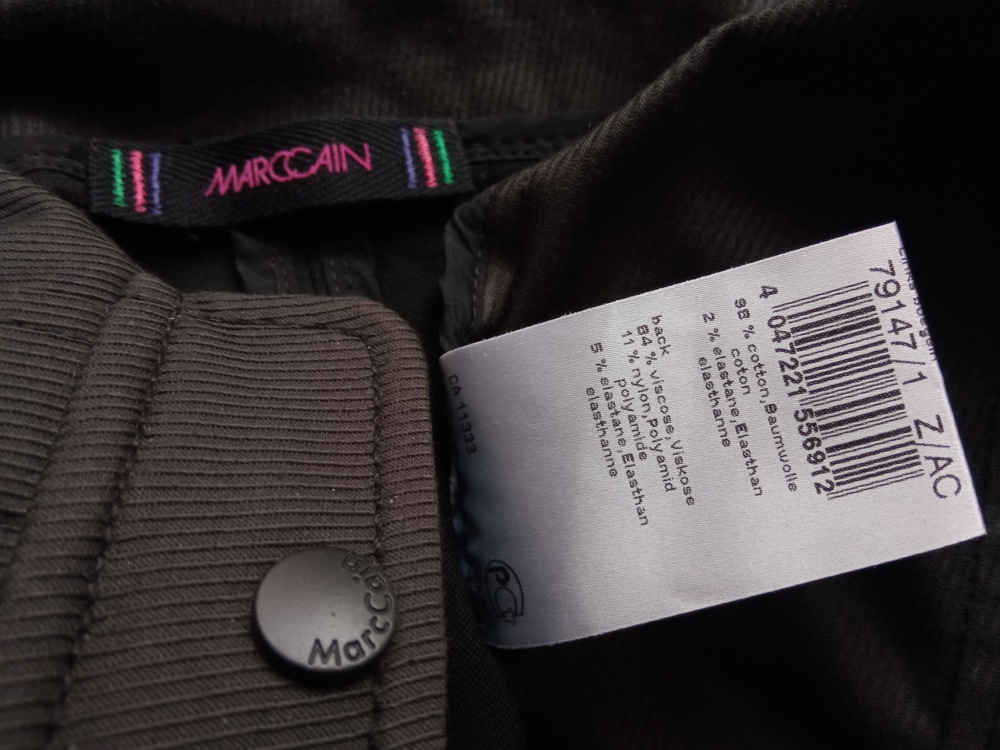 MARCCAIN
79147/1 Z/AC
4 047221 556912
98 % cotton,Baumwolle
coton
2 % elastane,Elasthan
elasthanne
back
84 % viscose,Viskose
11 % nylon,Polyamid
polyamide
5 % elastane,Elasthan
elasthanne
CA 11333
PCT
MarcCain